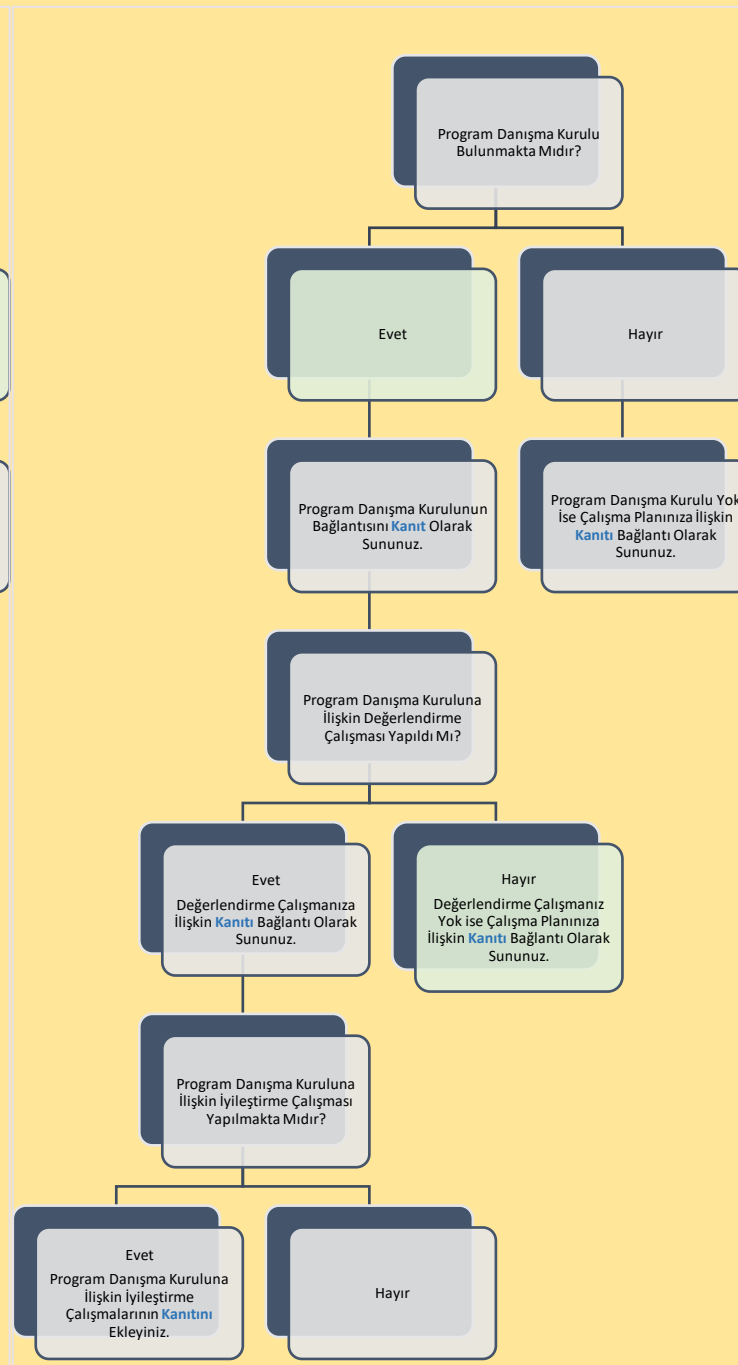 Program Danışma Kurulu
Bulunmakta Mıdır?
Evet
Hayır
Program Danışma Kurulunun
Bağlantısını Kanıt Olarak
Sununuz.
Program Danışma Kurulu Yok
İse Çalışma Planınıza İlişkin
Kanıtı Bağlantı Olarak
Sununuz.
Program Danışma Kuruluna
İlişkin Değerlendirme
Çalışması Yapıldı Mı?
Evet
Değerlendirme Çalışmanıza
İlişkin Kanıtı Bağlantı Olarak
Sununuz.
Hayır
Değerlendirme Çalışmanız
Yok ise Çalışma Planınıza
İlişkin Kanıtı Bağlantı Olarak
Sununuz.
Program Danışma Kuruluna
İlişkin İyileştirme Çalışması
Yapılmakta Mıdır?
Evet
Program Danışma Kuruluna
İlişkin İyileştirme
Çalışmalarının Kanıtını
Ekleyiniz.
Hayır